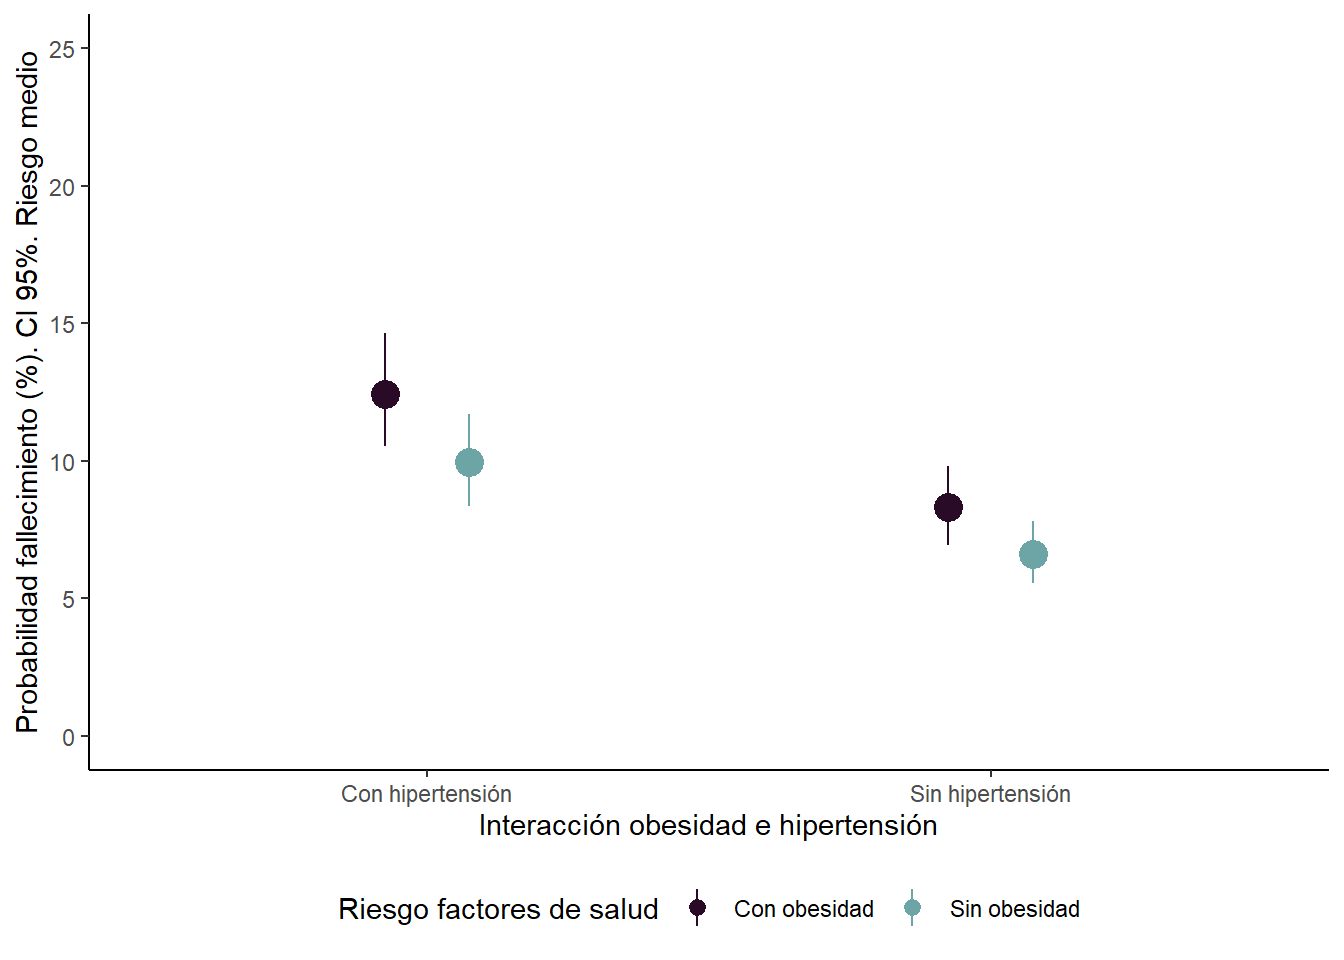 Probabilidad fallecimiento (%). CI 95%. Riesgo medio
25
20
15
10
5
0
Con hipertensión
Sin hipertensión
Interacción obesidad e hipertensión
Riesgo factores de salud
Con obesidad
Sin obesidad